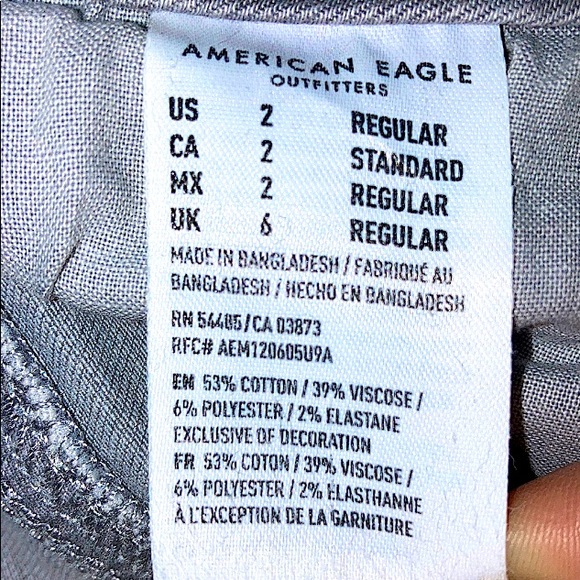 AMERICAN EAGLE
OUTFITTERS
US 2 REGULAR
CA 2 STANDARD
MX 2 REGULAR
UK 6 REGULAR
MADE IN BANGLADESH / FABRIQUÉ AU
BANGLADESH / HECHO EN BANGLADESH
RN 54485/CA 03873
RFC# AEM120605U9A
EN 53% COTTON / 39% VISCOSE /
6% POLYESTER / 2% ELASTANE
EXCLUSIVE OF DECORATION
FR 53% COTON / 39% VISCOSE /
6% POLYESTER / 2% ELASTHANNE
À L'EXCEPTION DE LA GARNITURE